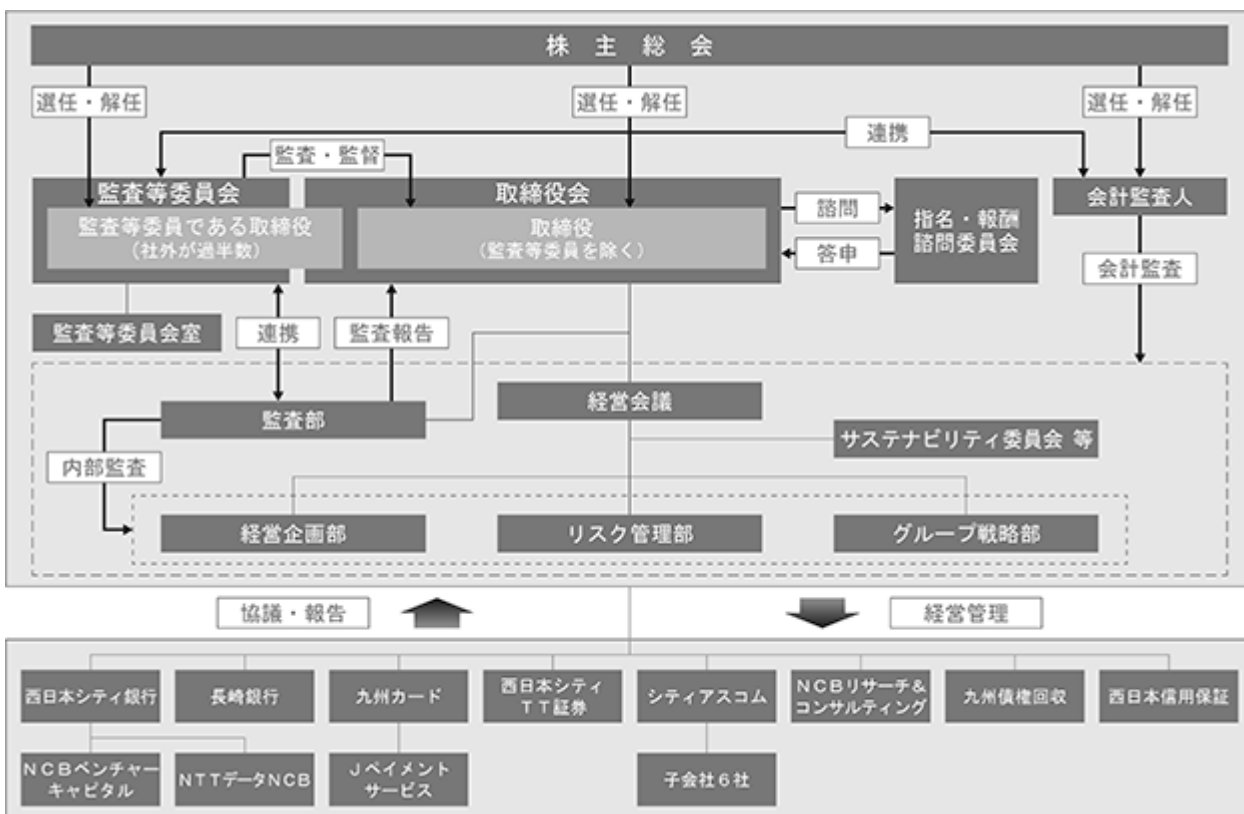 株主総会
選任・解任
選任・解任
選任・解任
連携
監査・監督
監査等委員会
取締役会
監査等委員である取締役
(社外が過半数)
取締役
(監査等委員を除く)
諮問
答申
指名・報酬
諮問委員会
会計監査人
会計監査
監査等委員会室
連携
監査報告
監査部
経営会議
サステナビリティ委員会 等
内部監査
経営企画部
リスク管理部
グループ戦略部
協議・報告
経営管理
西日本シティ銀行
長崎銀行
九州カード
西日本シティ
TT証券
シティアスコム
NCBリサーチ&
コンサルティング
九州債権回収
西日本信用保証
NCBベンチャー
キャピタル
NTTデータNCB
Jペイメント
サービス
子会社6社